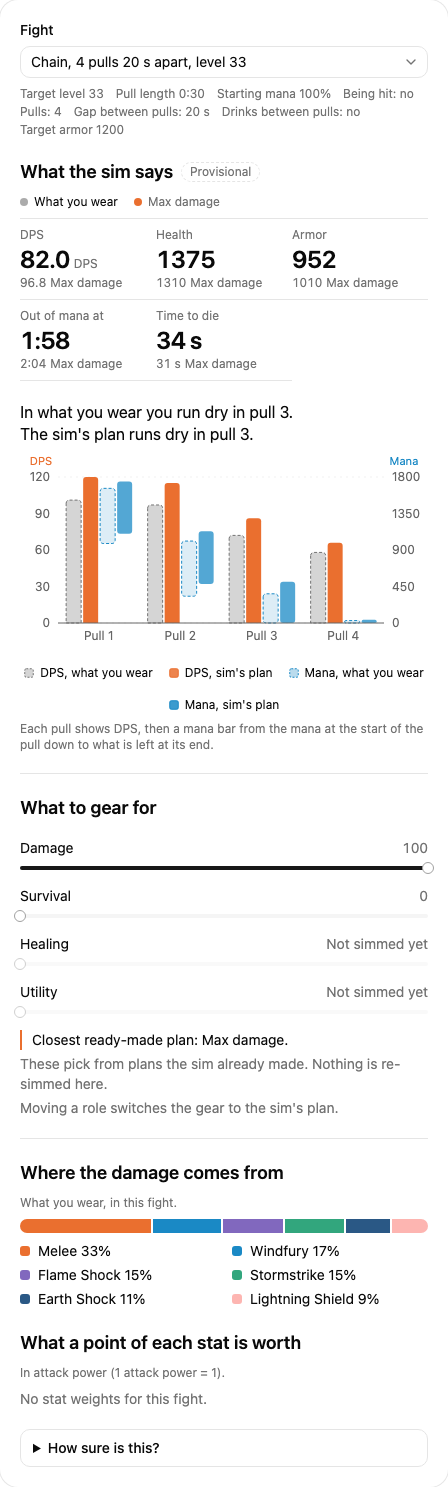 Fight
Chain, 4 pulls 20 s apart, level 33
Target level 33 Pull length 0:30 Starting mana 100% Being hit: no
Pulls: 4 Gap between pulls: 20 s Drinks between pulls: no
Target armor 1200
What the sim says Provisional
What you wear Max damage
DPS Health Armor
82.0 DPS 1375 952
96.8 Max damage 1310 Max damage 1010 Max damage
Out of mana at Time to die
1:58 34 s
2:04 Max damage 31 s Max damage
In what you wear you run dry in pull 3.
The sim's plan runs dry in pull 3.
DPS Mana
120 1800
90 1350
60 900
30 450
0 0
Pull 1 Pull 2 Pull 3 Pull 4
DPS, what you wear DPS, sim's plan Mana, what you wear
Mana, sim's plan
Each pull shows DPS, then a mana bar from the mana at the start of the
pull down to what is left at its end.
What to gear for
Damage 100
Survival 0
Healing Not simmed yet
Utility Not simmed yet
Closest ready-made plan: Max damage.
These pick from plans the sim already made. Nothing is re-
simmed here.
Moving a role switches the gear to the sim's plan.
Where the damage comes from
What you wear, in this fight.
Melee 33% Windfury 17%
Flame Shock 15% Stormstrike 15%
Earth Shock 11% Lightning Shield 9%
What a point of each stat is worth
In attack power (1 attack power = 1).
No stat weights for this fight.
How sure is this?